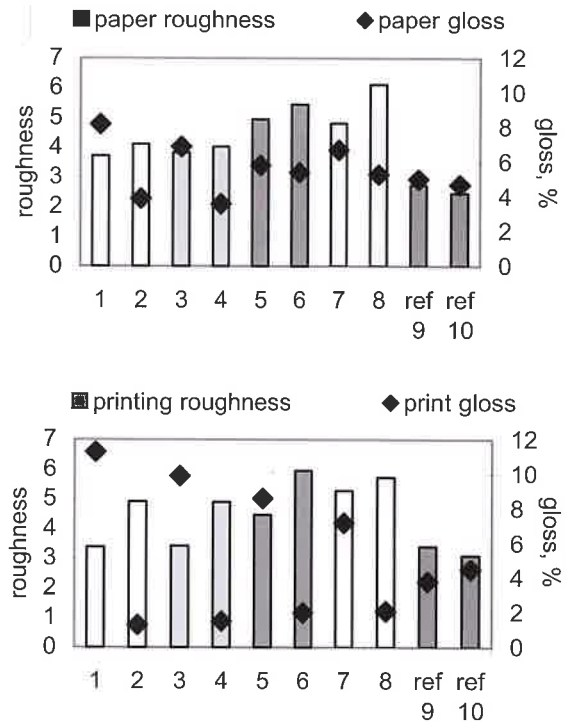 paper roughness paper gloss
7 12
6 10
5 8
4 6
3 4
2 2
1 0
0
roughness
gloss, %
1 2 3 4 5 6 7 8 ref ref
9 10
printing roughness print gloss
7 12
6 10
5 8
4 6
3 4
2 2
1 0
0
roughness
gloss, %
1 2 3 4 5 6 7 8 ref ref
9 10